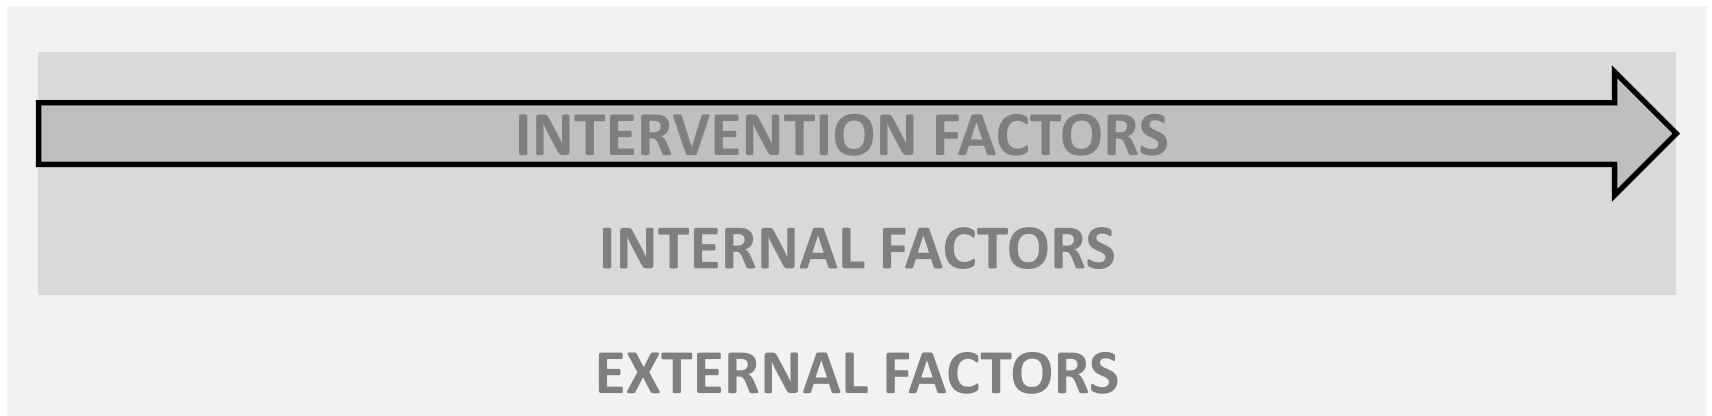 INTERVENTION FACTORS
INTERNAL FACTORS
EXTERNAL FACTORS